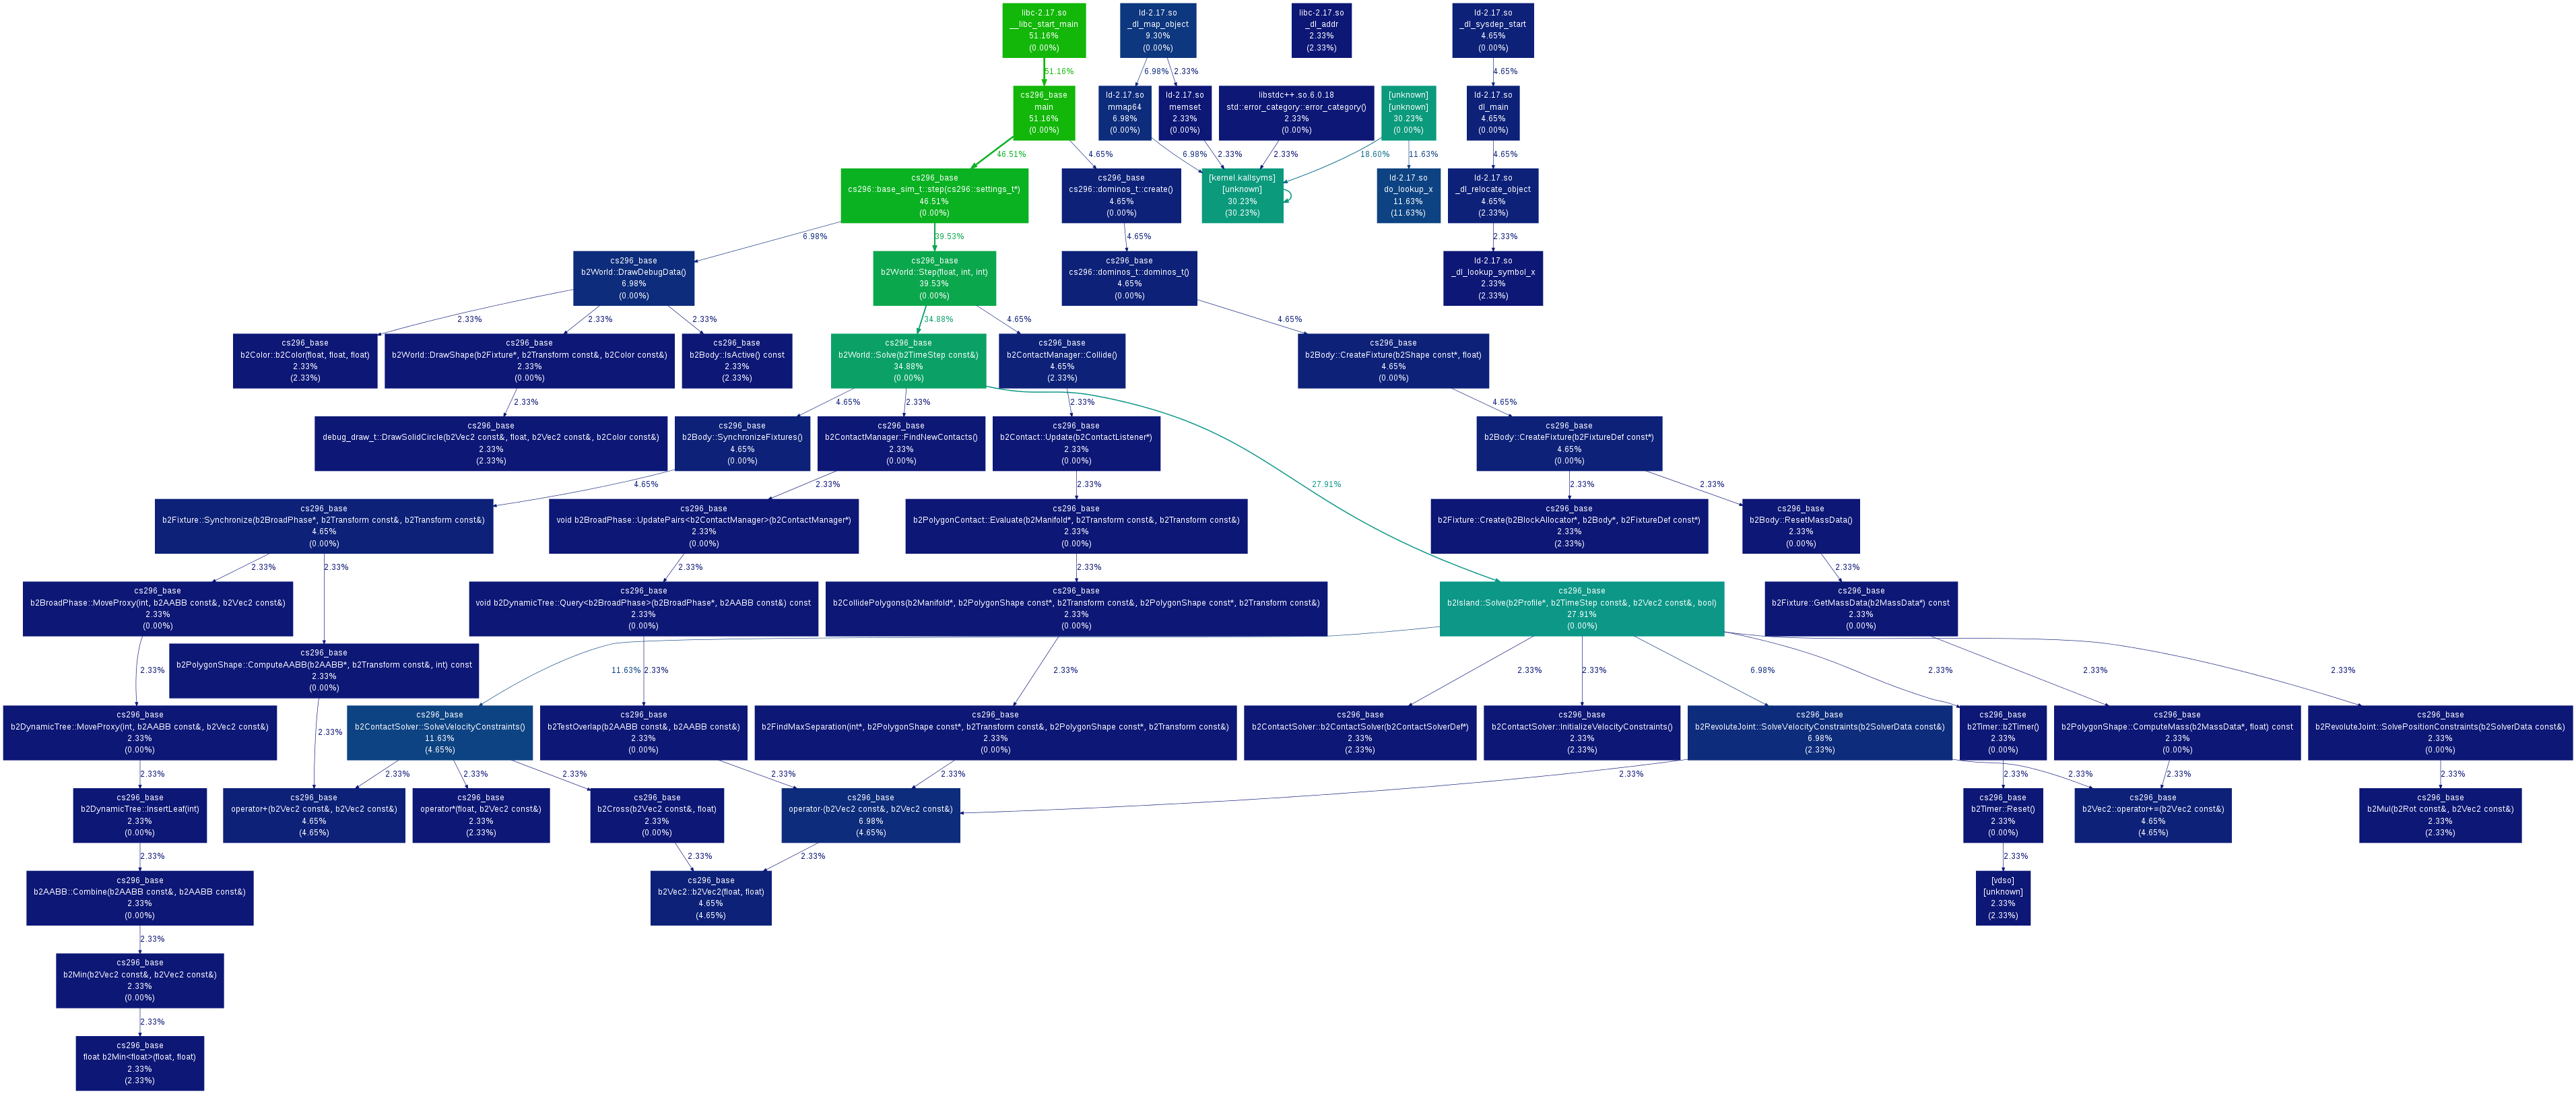 libc-2.17.so
__libc_start_main
51.16%
(0.00%)
ld-2.17.so
_dl_map_object
9.30%
(0.00%)
libc-2.17.so
_dl_addr
2.33%
(2.33%)
ld-2.17.so
_dl_sysdep_start
4.65%
(0.00%)
51.16%
6.98%
2.33%
4.65%
cs296_base
main
51.16%
(0.00%)
ld-2.17.so
mmap64
6.98%
(0.00%)
ld-2.17.so
memset
2.33%
(0.00%)
libstdc++.so.6.0.18
std::error_category::error_category()
2.33%
(0.00%)
[unknown]
[unknown]
30.23%
(0.00%)
ld-2.17.so
dl_main
4.65%
(0.00%)
46.51%
4.65%
6.98%
2.33%
2.33%
18.60%
11.63%
4.65%
cs296_base
cs296::base_sim_t::step(cs296::settings_t*)
46.51%
(0.00%)
cs296_base
cs296::dominos_t::create()
4.65%
(0.00%)
[kernel.kallsyms]
[unknown]
30.23%
(30.23%)
ld-2.17.so
do_lookup_x
11.63%
(11.63%)
ld-2.17.so
_dl_relocate_object
4.65%
(2.33%)
6.98%
39.53%
4.65%
2.33%
cs296_base
b2World::DrawDebugData()
6.98%
(0.00%)
cs296_base
b2World::Step(float, int, int)
39.53%
(0.00%)
cs296_base
cs296::dominos_t::dominos_t()
4.65%
(0.00%)
ld-2.17.so
_dl_lookup_symbol_x
2.33%
(2.33%)
2.33%
2.33%
2.33%
34.88%
4.65%
4.65%
cs296_base
b2Color::b2Color(float, float, float)
2.33%
(2.33%)
cs296_base
b2World::DrawShape(b2Fixture*, b2Transform const&, b2Color const&)
2.33%
(0.00%)
cs296_base
b2Body::IsActive() const
2.33%
(2.33%)
cs296_base
b2World::Solve(b2TimeStep const&)
34.88%
(0.00%)
cs296_base
b2ContactManager::Collide()
4.65%
(2.33%)
cs296_base
b2Body::CreateFixture(b2Shape const*, float)
4.65%
(0.00%)
2.33%
4.65%
2.33%
2.33%
4.65%
cs296_base
debug_draw_t::DrawSolidCircle(b2Vec2 const&, float, b2Vec2 const&, b2Color const&)
2.33%
(2.33%)
cs296_base
b2Body::SynchronizeFixtures()
4.65%
(0.00%)
cs296_base
b2ContactManager::FindNewContacts()
2.33%
(0.00%)
cs296_base
b2Contact::Update(b2ContactListener*)
2.33%
(0.00%)
cs296_base
b2Body::CreateFixture(b2FixtureDef const*)
4.65%
(0.00%)
4.65%
2.33%
2.33%
27.91%
2.33%
2.33%
cs296_base
b2Fixture::Synchronize(b2BroadPhase*, b2Transform const&, b2Transform const&)
4.65%
(0.00%)
cs296_base
void b2BroadPhase::UpdatePairs<b2ContactManager>(b2ContactManager*)
2.33%
(0.00%)
cs296_base
b2PolygonContact::Evaluate(b2Manifold*, b2Transform const&, b2Transform const&)
2.33%
(0.00%)
cs296_base
b2Fixture::Create(b2BlockAllocator*, b2Body*, b2FixtureDef const*)
2.33%
(2.33%)
cs296_base
b2Body::ResetMassData()
2.33%
(0.00%)
2.33%
2.33%
2.33%
2.33%
2.33%
cs296_base
b2BroadPhase::MoveProxy(int, b2AABB const&, b2Vec2 const&)
2.33%
(0.00%)
cs296_base
void b2DynamicTree::Query<b2BroadPhase>(b2BroadPhase*, b2AABB const&) const
2.33%
(0.00%)
cs296_base
b2CollidePolygons(b2Manifold*, b2PolygonShape const*, b2Transform const&, b2PolygonShape const*, b2Transform const&)
2.33%
(0.00%)
cs296_base
b2Island::Solve(b2Profile*, b2TimeStep const&, b2Vec2 const&, bool)
27.91%
(0.00%)
cs296_base
b2Fixture::GetMassData(b2MassData*) const
2.33%
(0.00%)
cs296_base
b2PolygonShape::ComputeAABB(b2AABB*, b2Transform const&, int) const
2.33%
(0.00%)
2.33%
11.63%
2.33%
2.33%
2.33%
2.33%
6.98%
2.33%
2.33%
2.33%
cs296_base
b2DynamicTree::MoveProxy(int, b2AABB const&, b2Vec2 const&)
2.33%
(0.00%)
2.33%
cs296_base
b2ContactSolver::SolveVelocityConstraints()
11.63%
(4.65%)
cs296_base
b2TestOverlap(b2AABB const&, b2AABB const&)
2.33%
(0.00%)
cs296_base
b2FindMaxSeparation(int*, b2PolygonShape const*, b2Transform const&, b2PolygonShape const*, b2Transform const&)
2.33%
(0.00%)
cs296_base
b2ContactSolver::b2ContactSolver(b2ContactSolverDef*)
2.33%
(2.33%)
cs296_base
b2ContactSolver::InitializeVelocityConstraints()
2.33%
(2.33%)
cs296_base
b2RevoluteJoint::SolveVelocityConstraints(b2SolverData const&)
6.98%
(2.33%)
cs296_base
b2Timer::b2Timer()
2.33%
(0.00%)
cs296_base
b2PolygonShape::ComputeMass(b2MassData*, float) const
2.33%
(0.00%)
cs296_base
b2RevoluteJoint::SolvePositionConstraints(b2SolverData const&)
2.33%
(0.00%)
2.33%
2.33%
2.33%
2.33%
2.33%
2.33%
2.33%
2.33%
2.33%
2.33%
2.33%
cs296_base
b2DynamicTree::InsertLeaf(int)
2.33%
(0.00%)
cs296_base
operator+(b2Vec2 const&, b2Vec2 const&)
4.65%
(4.65%)
cs296_base
operator*(float, b2Vec2 const&)
2.33%
(2.33%)
cs296_base
b2Cross(b2Vec2 const&, float)
2.33%
(0.00%)
cs296_base
operator-(b2Vec2 const&, b2Vec2 const&)
6.98%
(4.65%)
cs296_base
b2Timer::Reset()
2.33%
(0.00%)
cs296_base
b2Vec2::operator+=(b2Vec2 const&)
4.65%
(4.65%)
cs296_base
b2Mul(b2Rot const&, b2Vec2 const&)
2.33%
(2.33%)
2.33%
2.33%
2.33%
2.33%
cs296_base
b2AABB::Combine(b2AABB const&, b2AABB const&)
2.33%
(0.00%)
cs296_base
b2Vec2::b2Vec2(float, float)
4.65%
(4.65%)
[vdso]
[unknown]
2.33%
(2.33%)
2.33%
cs296_base
b2Min(b2Vec2 const&, b2Vec2 const&)
2.33%
(0.00%)
2.33%
cs296_base
float b2Min<float>(float, float)
2.33%
(2.33%)